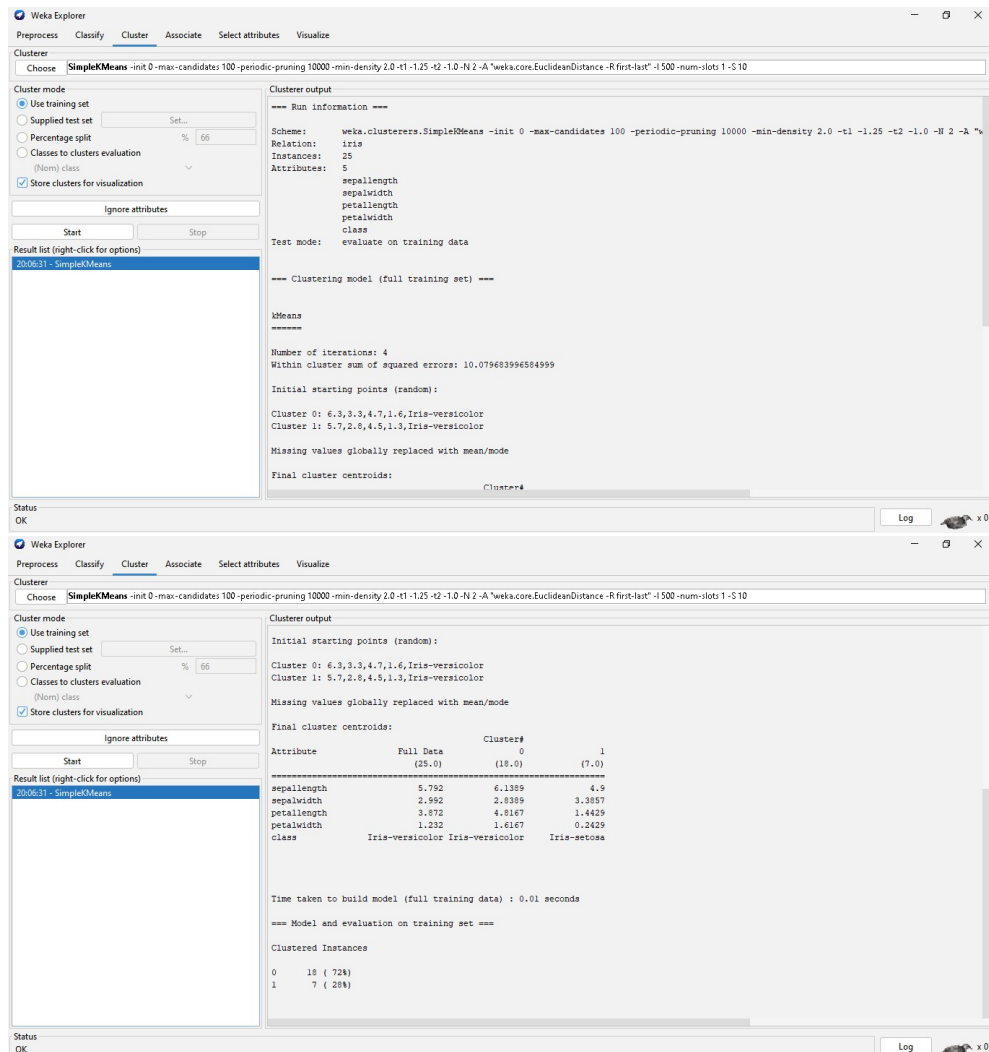 Weka Explorer
Preprocess Classify Cluster Associate Select attributes Visualize
Clusterer
Choose SimpleKMeans -init 0 -max-candidates 100 -periodic-pruning 10000 -min-density 2.0 -t1 -1.25 -t2 -1.0 -N 2 -A "weka.core.EuclideanDistance -R first-last" -I 500 -num-slots 1 -S 10
Cluster mode
Use training set
Supplied test set Set...
Percentage split % 66
Classes to clusters evaluation
(Nom) class
Store clusters for visualization
Ignore attributes
Start Stop
Result list (right-click for options)
20:06:31 - SimpleKMeans
Clusterer output
=== Run information ===
Scheme: weka.clusterers.SimpleKMeans -init 0 -max-candidates 100 -periodic-pruning 10000 -min-density 2.0 -t1 -1.25 -t2 -1.0 -N 2 -A "w
Relation: iris
Instances: 25
Attributes: 5
sepallength
sepalwidth
petallength
petalwidth
class
Test mode: evaluate on training data
=== Clustering model (full training set) ===
kMeans
======
Number of iterations: 4
Within cluster sum of squared errors: 10.079683996584999
Initial starting points (random):
Cluster 0: 6.3,3.3,4.7,1.6,Iris-versicolor
Cluster 1: 5.7,2.8,4.5,1.3,Iris-versicolor
Missing values globally replaced with mean/mode
Final cluster centroids:
Cluster#
Status
OK
Log x 0
Weka Explorer
Preprocess Classify Cluster Associate Select attributes Visualize
Clusterer
Choose SimpleKMeans -init 0 -max-candidates 100 -periodic-pruning 10000 -min-density 2.0 -t1 -1.25 -t2 -1.0 -N 2 -A "weka.core.EuclideanDistance -R first-last" -I 500 -num-slots 1 -S 10
Cluster mode
Use training set
Supplied test set Set...
Percentage split % 66
Classes to clusters evaluation
(Nom) class
Store clusters for visualization
Ignore attributes
Start Stop
Result list (right-click for options)
20:06:31 - SimpleKMeans
Clusterer output
Initial starting points (random):
Cluster 0: 6.3,3.3,4.7,1.6,Iris-versicolor
Cluster 1: 5.7,2.8,4.5,1.3,Iris-versicolor
Missing values globally replaced with mean/mode
Final cluster centroids:
Cluster#
Attribute Full Data 0 1
(25.0) (18.0) (7.0)
==================================================================
sepallength 5.792 6.1389 4.9
sepalwidth 2.992 2.8389 3.3857
petallength 3.872 4.8167 1.4429
petalwidth 1.232 1.6167 0.2429
class Iris-versicolor Iris-versicolor Iris-setosa
Time taken to build model (full training data) : 0.01 seconds
=== Model and evaluation on training set ===
Clustered Instances
0 18 ( 72%)
1 7 ( 28%)
Status
OK
Log x 0